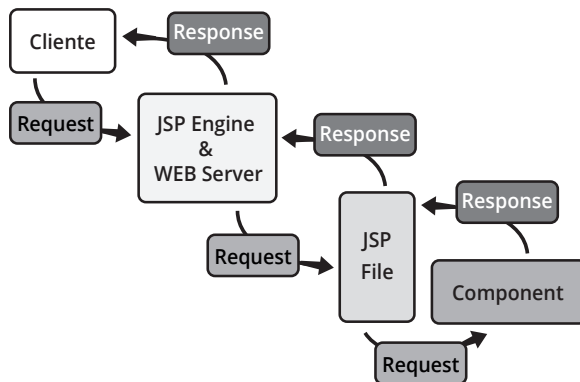 Cliente
Response
Request
JSP Engine
&
WEB Server
Response
Request
JSP
File
Response
Component
Request